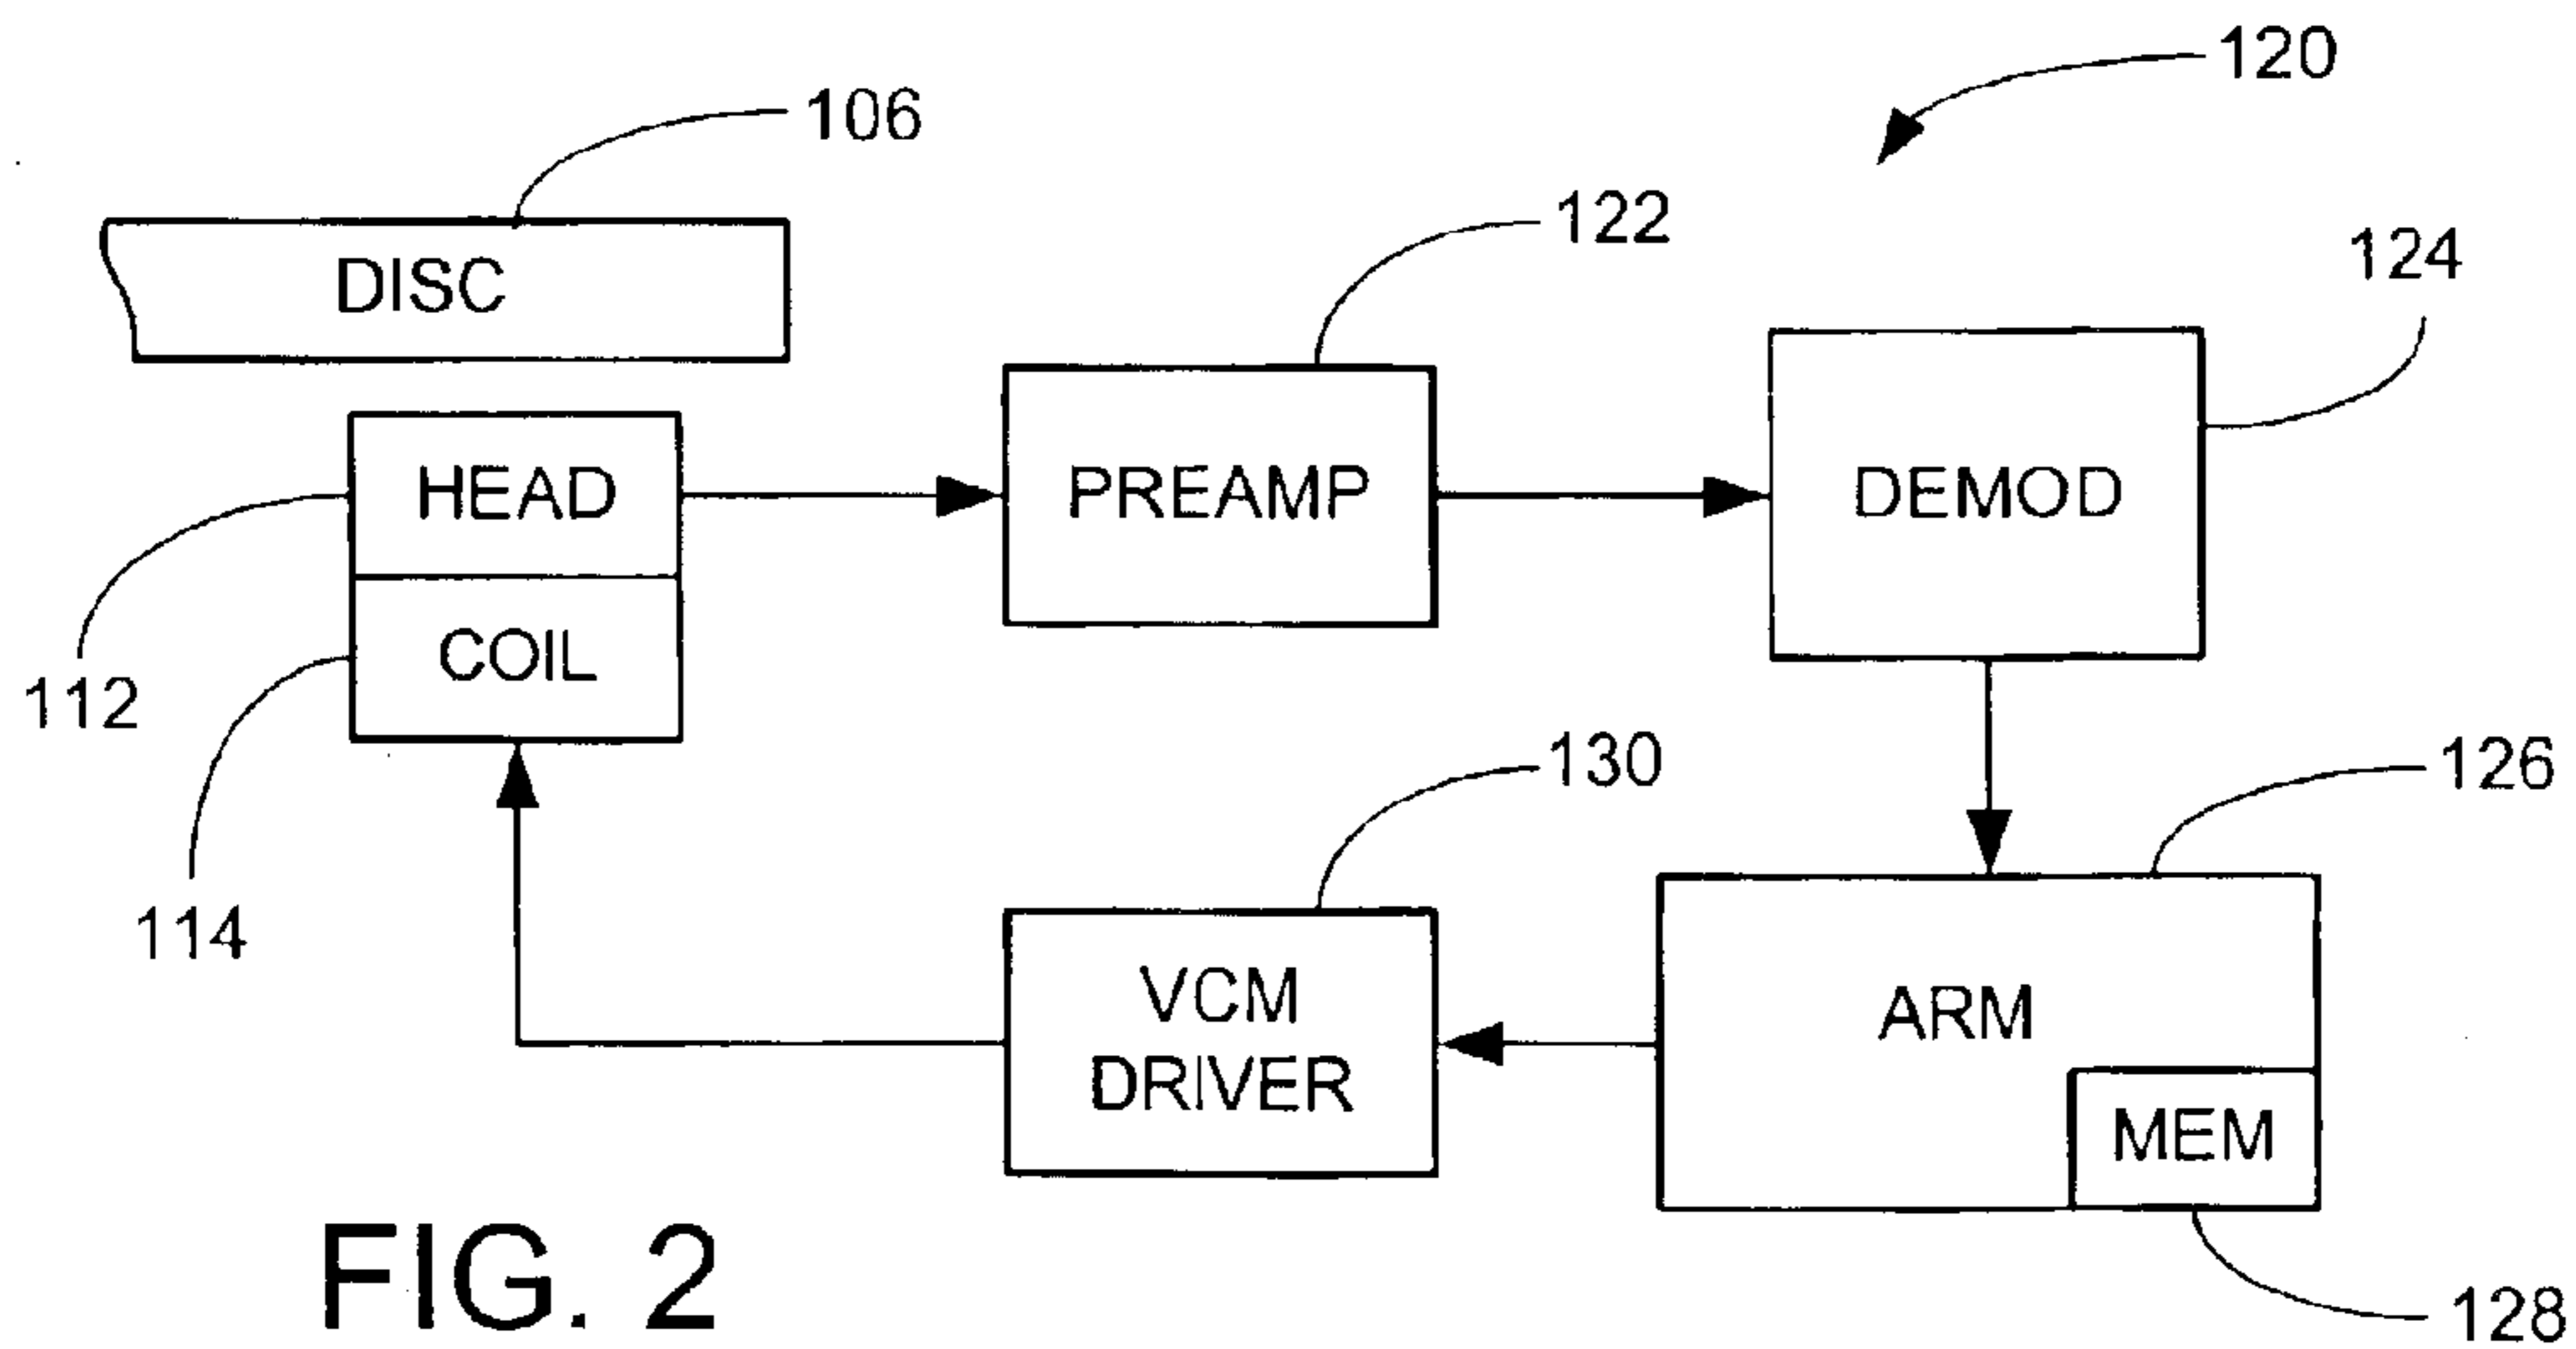 120
106
122
124
DISC
HEAD
PREAMP
DEMOD
COIL
112
130
126
114
VCM
DRIVER
ARM
MEM
FIG. 2
128